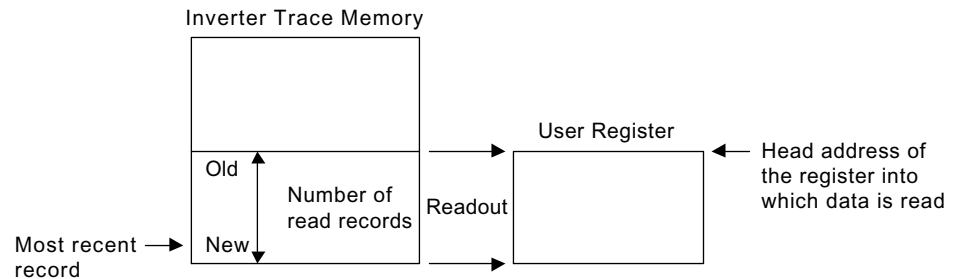 Inverter Trace Memory
User Register
Old
Number of
read records
New
Readout
Head address of
the register into
which data is read
Most recent
record